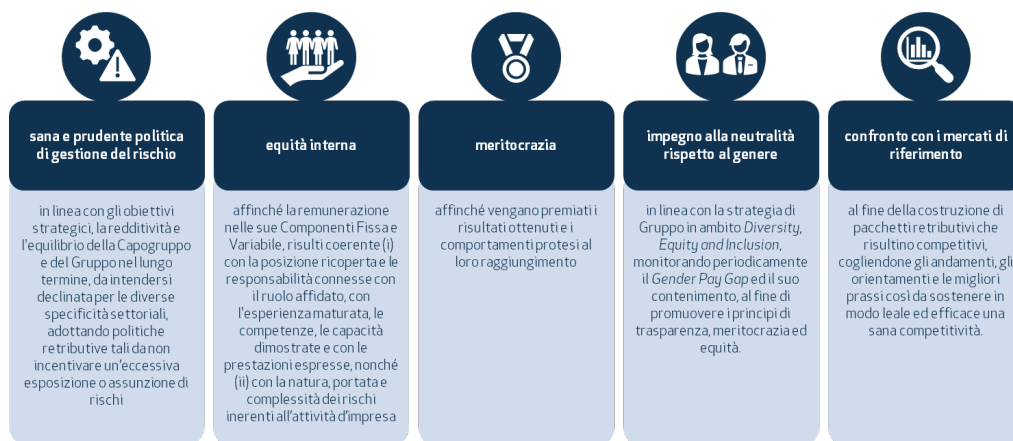 sana e prudente politica
di gestione del rischio
in linea con gli obiettivi
strategici, la redditività e
l'equilibrio della Capogruppo
e del Gruppo nel lungo
termine, da intendersi
declinata per le diverse
specificità settoriali,
adottando politiche
retributive tali da non
incentivare un'eccessiva
esposizione o assunzione di
rischi
equità interna
affinché la remunerazione
nelle sue Componenti Fissa e
Variabile, risulti coerente (i)
con la posizione ricoperta e le
responsabilità connesse con
il ruolo affidato, con
l'esperienza maturata, le
competenze, le capacità
dimostrate e con le
prestazioni espresse, nonché
(ii) con la natura, portata e
complessità dei rischi
inerenti all'attività d'impresa
meritocrazia
affinché vengano premiati i
risultati ottenuti e i
comportamenti protesi al
loro raggiungimento
impegno alla neutralità
rispetto al genere
in linea con la strategia di
Gruppo in ambito Diversity,
Equity and Inclusion,
monitorando periodicamente
il Gender Pay Gap ed il suo
contenimento, al fine di
promuovere i principi di
trasparenza, meritocrazia ed
equità.
confronto con i mercati di
riferimento
al fine della costruzione di
pacchetti retributivi che
risultino competitivi,
cogliendone gli andamenti, gli
orientamenti e le migliori
prassi così da sostenere in
modo leale ed efficace una
sana competitività.